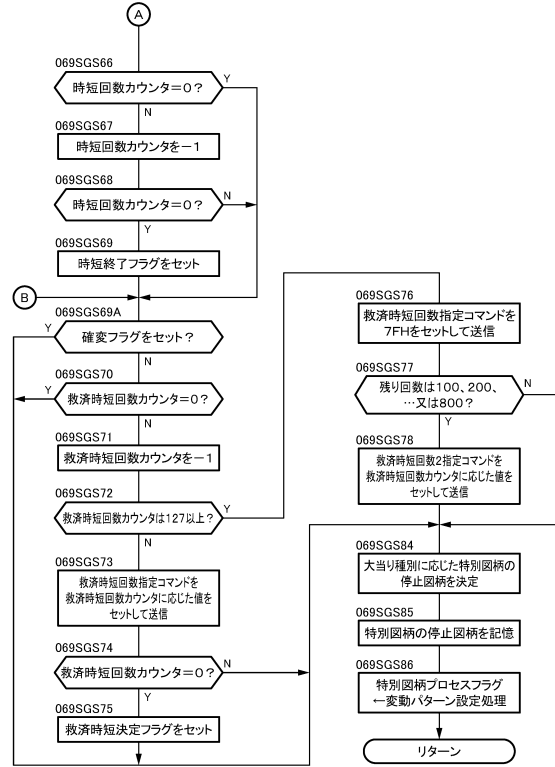 A
069SGS66
時短回数カウンタ＝０？
Y
N
069SGS67
時短回数カウンタを－１
069SGS68
時短回数カウンタ＝０？
N
Y
069SGS69
時短終了フラグをセット
B
069SGS69A
Y
確変フラグをセット？
N
069SGS70
Y
救済時短回数カウンタ＝０？
N
069SGS71
救済時短回数カウンタを－１
069SGS72
救済時短回数カウンタは１２７以上？
Y
N
069SGS73
救済時短回数指定コマンドを
救済時短回数カウンタに応じた値を
セットして送信
069SGS74
救済時短回数カウンタ＝０？
N
Y
069SGS75
救済時短決定フラグをセット
069SGS76
救済時短回数指定コマンドを
７ＦＨをセットして送信
069SGS77
残り回数は１００、２００、
…又は８００？
N
Y
069SGS78
救済時短回数２指定コマンドを
救済時短回数カウンタに応じた値を
セットして送信
069SGS84
大当り種別に応じた特別図柄の
停止図柄を決定
069SGS85
特別図柄の停止図柄を記憶
069SGS86
特別図柄プロセスフラグ
←変動パターン設定処理
リターン